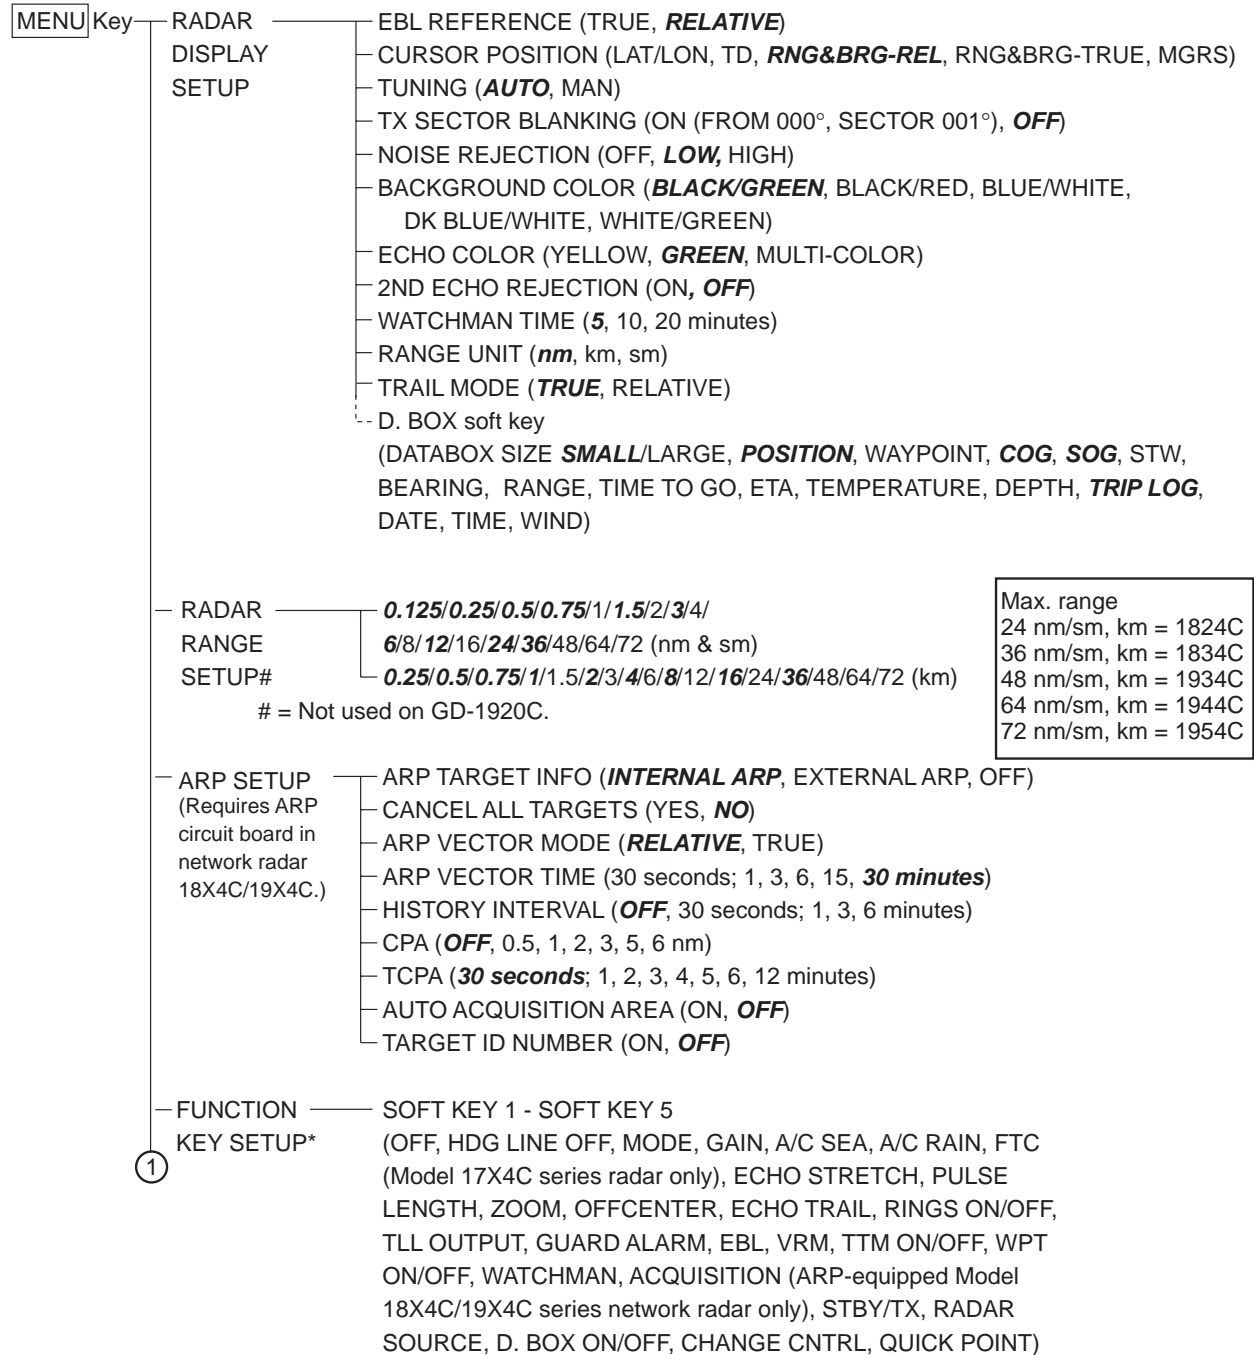 MENU Key
RADAR
DISPLAY
SETUP
EBL REFERENCE (TRUE, RELATIVE)
CURSOR POSITION (LAT/LON, TD, RNG&BRG-REL, RNG&BRG-TRUE, MGRS)
TUNING (AUTO, MAN)
TX SECTOR BLANKING (ON (FROM 000°, SECTOR 001°), OFF)
NOISE REJECTION (OFF, LOW, HIGH)
BACKGROUND COLOR (BLACK/GREEN, BLACK/RED, BLUE/WHITE,
DK BLUE/WHITE, WHITE/GREEN)
ECHO COLOR (YELLOW, GREEN, MULTI-COLOR)
2ND ECHO REJECTION (ON, OFF)
WATCHMAN TIME (5, 10, 20 minutes)
RANGE UNIT (nm, km, sm)
TRAIL MODE (TRUE, RELATIVE)
D. BOX soft key
(DATABOX SIZE SMALL/LARGE, POSITION, WAYPOINT, COG, SOG, STW,
BEARING, RANGE, TIME TO GO, ETA, TEMPERATURE, DEPTH, TRIP LOG,
DATE, TIME, WIND)
RADAR
RANGE
SETUP#
0.125/0.25/0.5/0.75/1/1.5/2/3/4/
6/8/12/16/24/36/48/64/72 (nm & sm)
0.25/0.5/0.75/1/1.5/2/3/4/6/8/12/16/24/36/48/64/72 (km)
# = Not used on GD-1920C.
Max. range
24 nm/sm, km = 1824C
36 nm/sm, km = 1834C
48 nm/sm, km = 1934C
64 nm/sm, km = 1944C
72 nm/sm, km = 1954C
ARP SETUP
(Requires ARP
circuit board in
network radar
18X4C/19X4C.)
ARP TARGET INFO (INTERNAL ARP, EXTERNAL ARP, OFF)
CANCEL ALL TARGETS (YES, NO)
ARP VECTOR MODE (RELATIVE, TRUE)
ARP VECTOR TIME (30 seconds; 1, 3, 6, 15, 30 minutes)
HISTORY INTERVAL (OFF, 30 seconds; 1, 3, 6 minutes)
CPA (OFF, 0.5, 1, 2, 3, 5, 6 nm)
TCPA (30 seconds; 1, 2, 3, 4, 5, 6, 12 minutes)
AUTO ACQUISITION AREA (ON, OFF)
TARGET ID NUMBER (ON, OFF)
FUNCTION
KEY SETUP*
1
SOFT KEY 1 - SOFT KEY 5
(OFF, HDG LINE OFF, MODE, GAIN, A/C SEA, A/C RAIN, FTC
(Model 17X4C series radar only), ECHO STRETCH, PULSE
LENGTH, ZOOM, OFFCENTER, ECHO TRAIL, RINGS ON/OFF,
TLL OUTPUT, GUARD ALARM, EBL, VRM, TTM ON/OFF, WPT
ON/OFF, WATCHMAN, ACQUISITION (ARP-equipped Model
18X4C/19X4C series network radar only), STBY/TX, RADAR
SOURCE, D. BOX ON/OFF, CHANGE CNTRL, QUICK POINT)